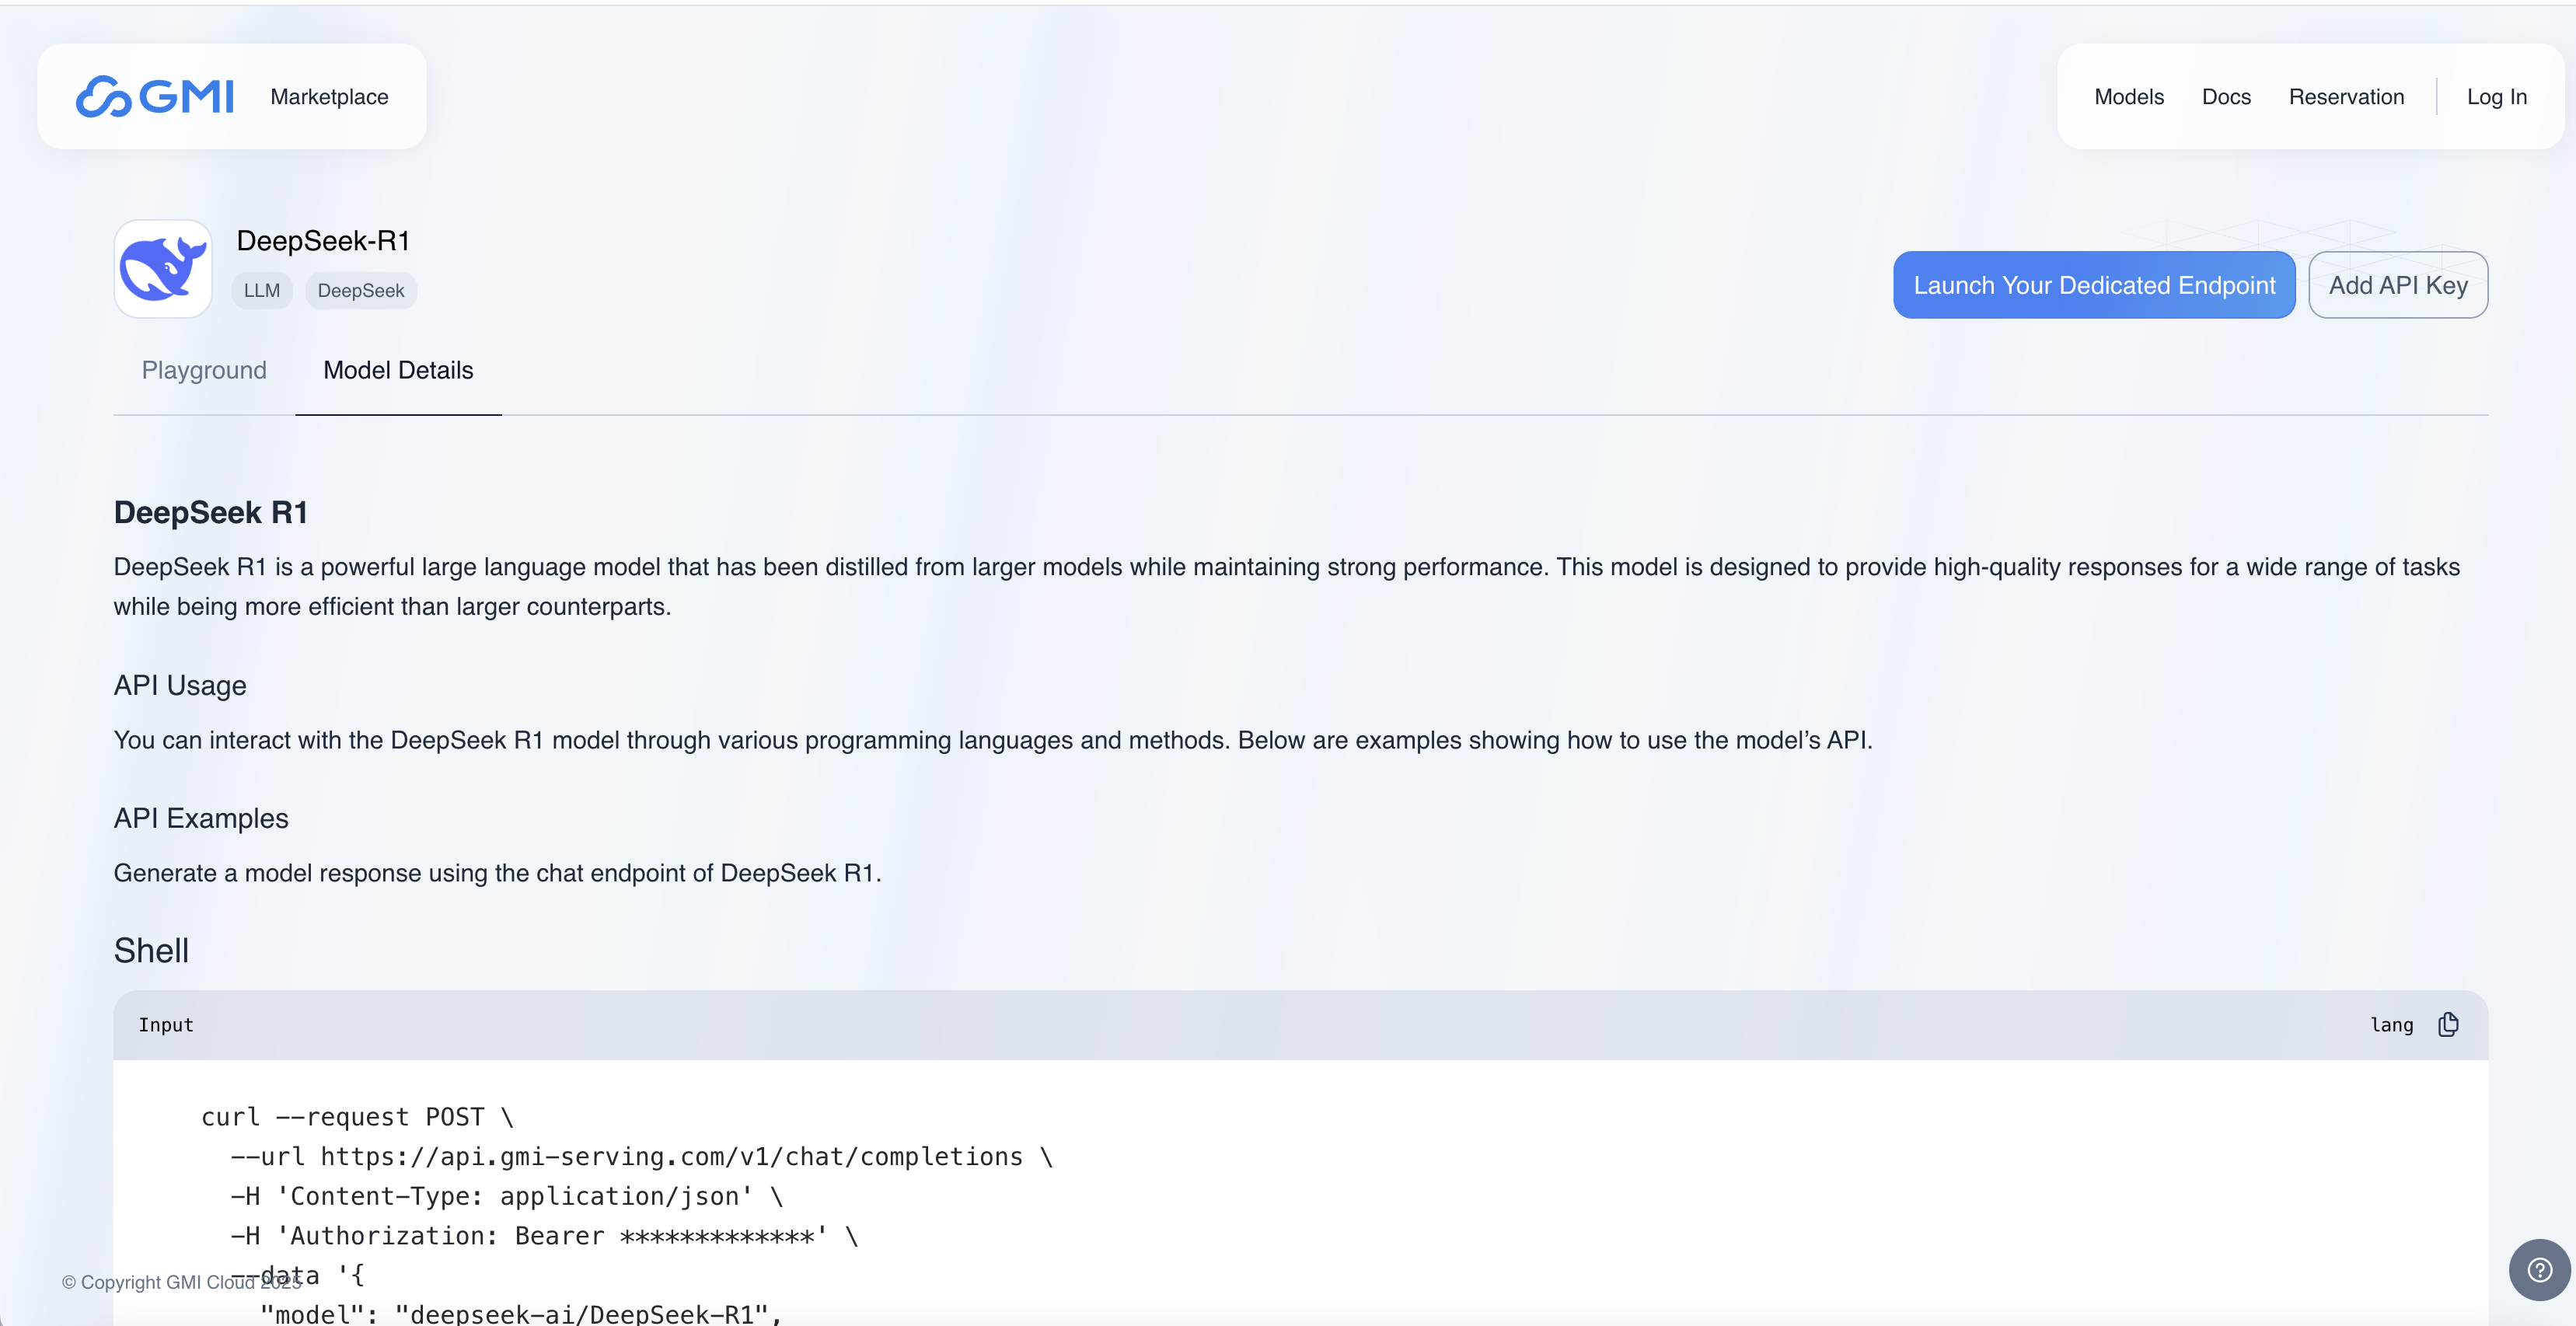 GMI Marketplace
Models Docs Reservation Log In
DeepSeek-R1
LLM DeepSeek
Launch Your Dedicated Endpoint Add API Key
Playground Model Details
DeepSeek R1
DeepSeek R1 is a powerful large language model that has been distilled from larger models while maintaining strong performance. This model is designed to provide high-quality responses for a wide range of tasks
while being more efficient than larger counterparts.
API Usage
You can interact with the DeepSeek R1 model through various programming languages and methods. Below are examples showing how to use the model’s API.
API Examples
Generate a model response using the chat endpoint of DeepSeek R1.
Shell
Input lang
curl --request POST \
--url https://api.gmi-serving.com/v1/chat/completions \
-H 'Content-Type: application/json' \
-H 'Authorization: Bearer *************' \
--data '{
© Copyright GMI Cloud 2025
"model": "deepseek-ai/DeepSeek-R1",